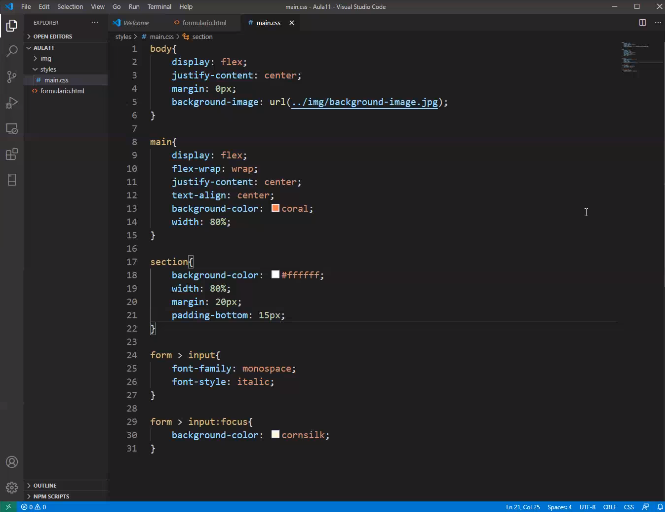 File Edit Selection View Go Run Terminal Help
main.css - Aula11 - Visual Studio Code
EXPLORER ...
Welcome
formulario.html
# main.css
OPEN EDITORS
AULA11
img
styles
# main.css
formulario.html
styles > # main.css > section
1 body{
2 display: flex;
3 justify-content: center;
4 margin: 0px;
5 background-image: url(../img/background-image.jpg);
6 }
7
8 main{
9 display: flex;
10 flex-wrap: wrap;
11 justify-content: center;
12 text-align: center;
13 background-color: coral;
14 width: 80%;
15 }
16
17 section{
18 background-color: #ffffff;
19 width: 80%;
20 margin: 20px;
21 padding-bottom: 15px;
22 }
23
24 form > input{
25 font-family: monospace;
26 font-style: italic;
27 }
28
29 form > input:focus{
30 background-color: cornsilk;
31 }
OUTLINE
NPM SCRIPTS
0 0
Ln 21, Col 25 Spaces: 4 UTF-8 CRLF CSS